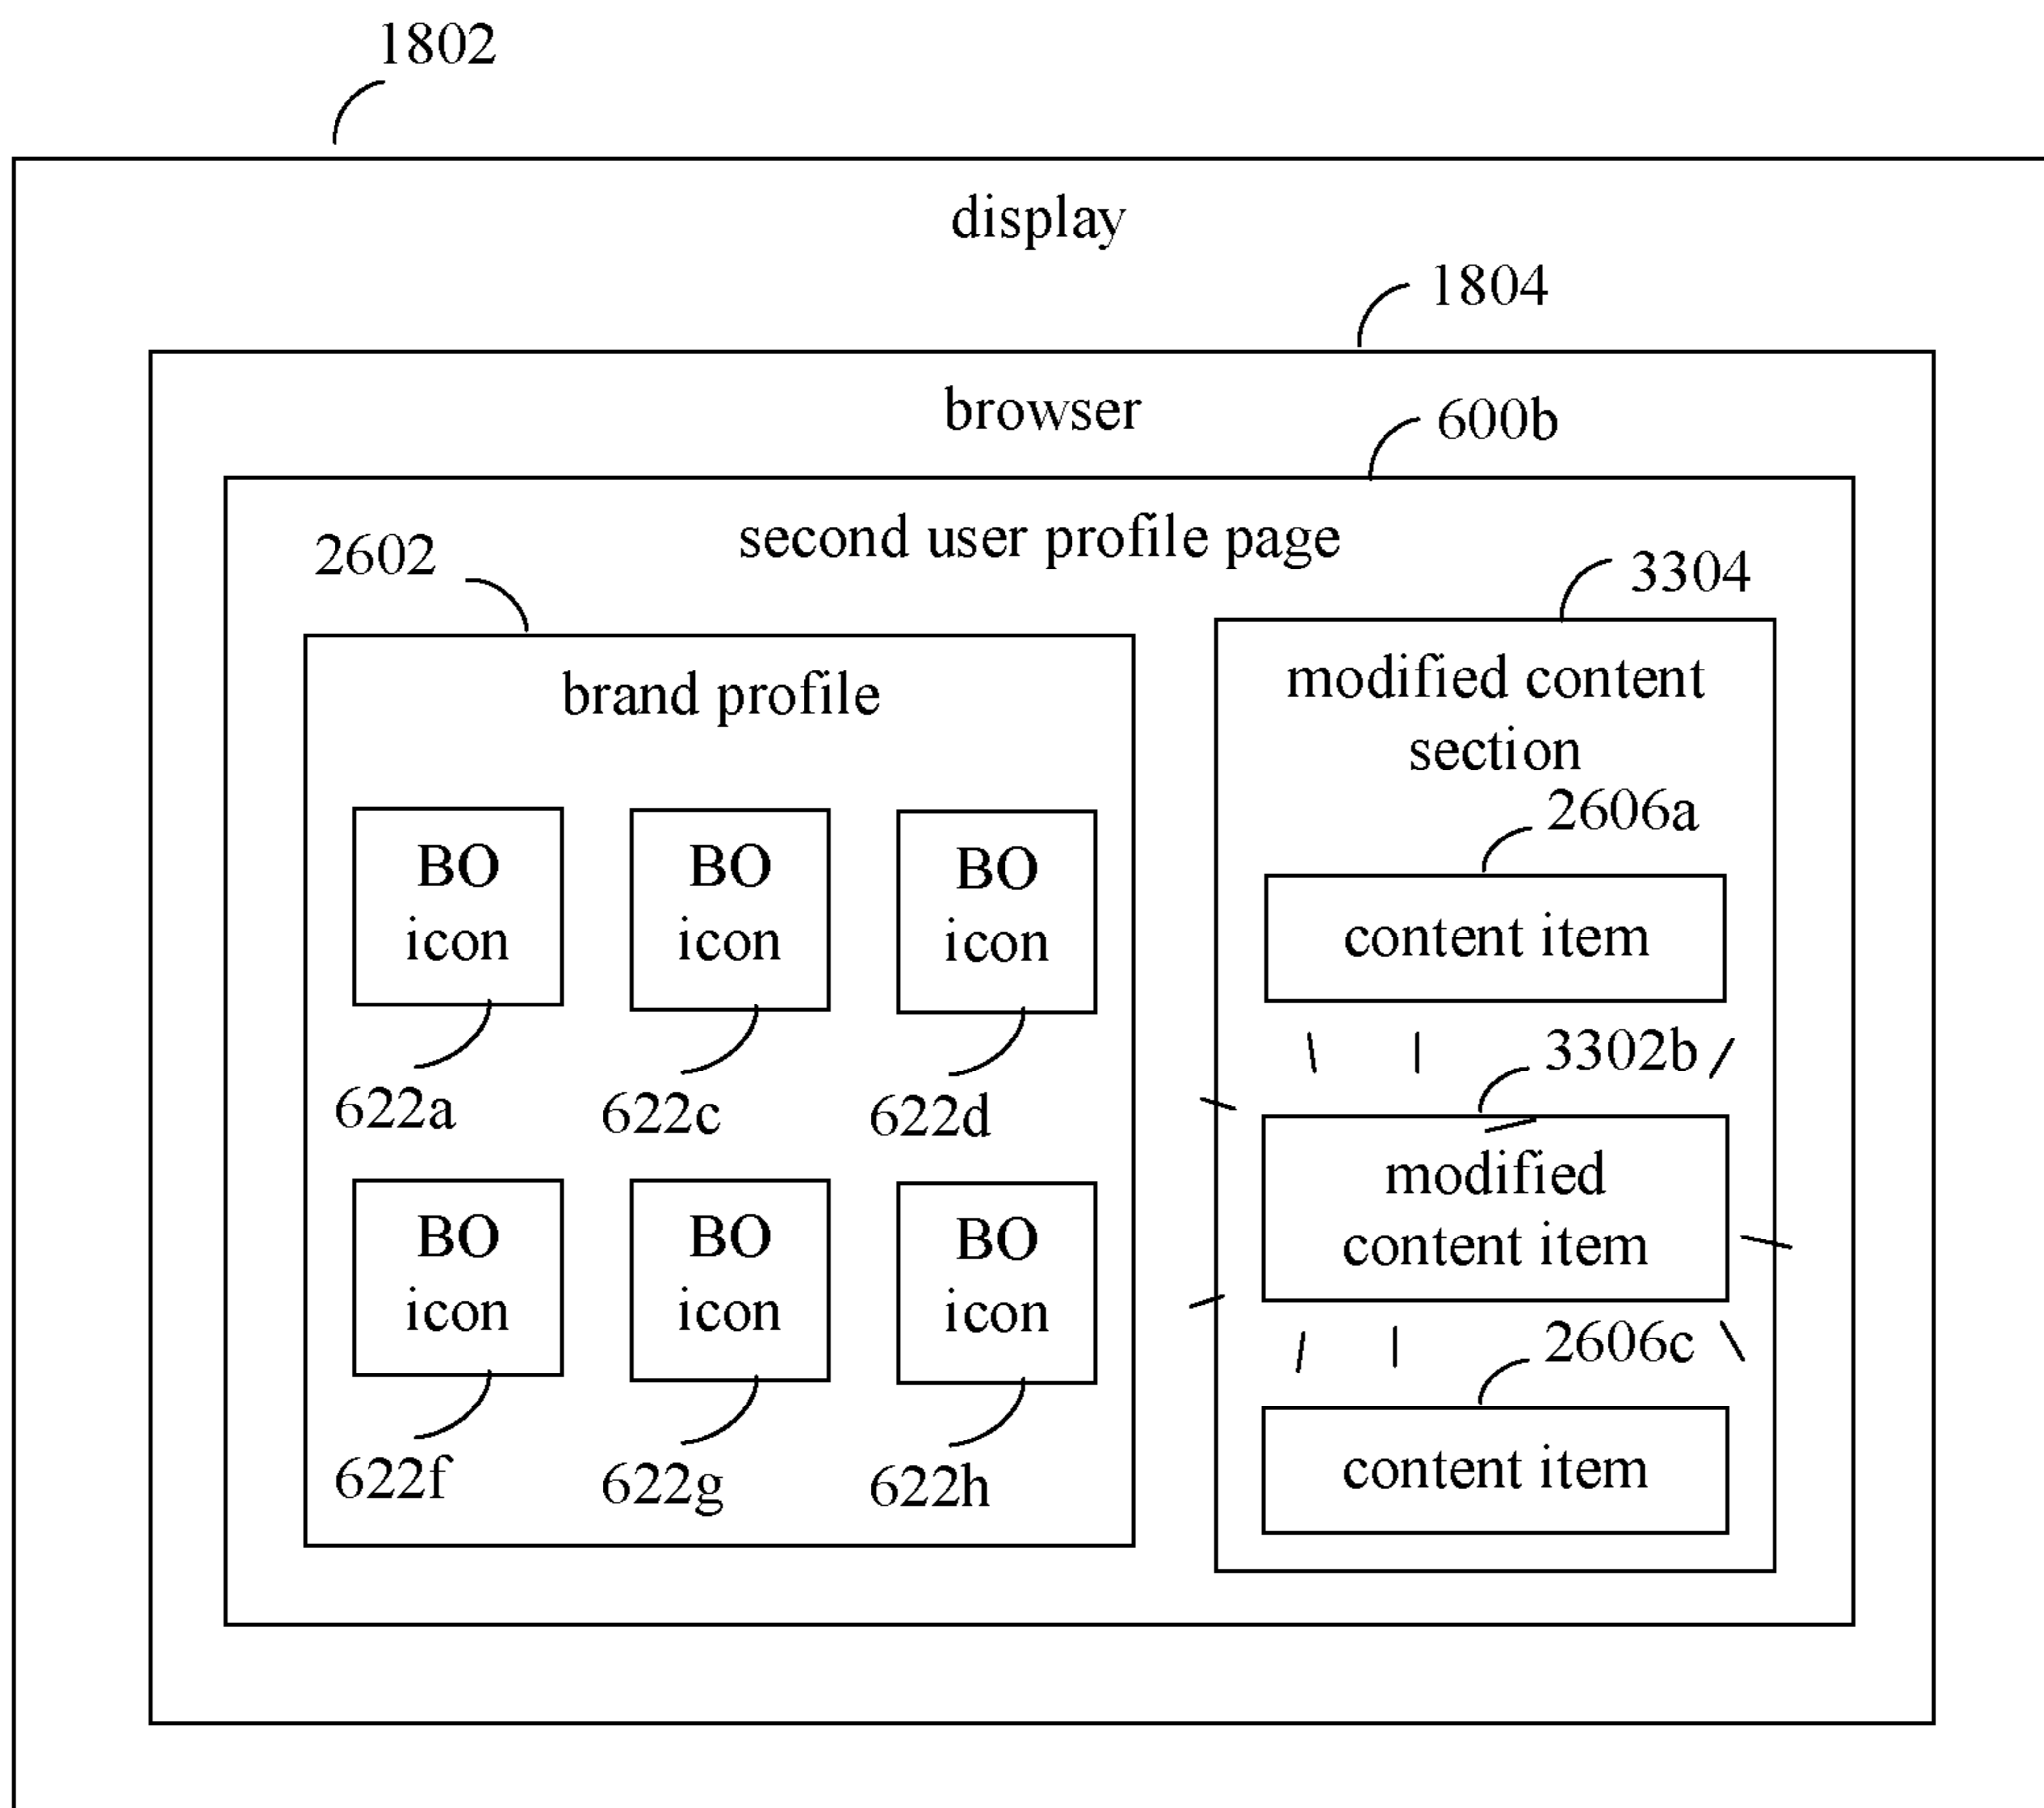 1802
display
1804
browser
600b
second user profile page
2602
3304
brand profile
modified content
section
2606a
BO
icon
BO
icon
BO
icon
content item
622a
622c
622d
3302b
modified
content item
BO
icon
BO
icon
BO
icon
2606c
content item
622f
622g
622h